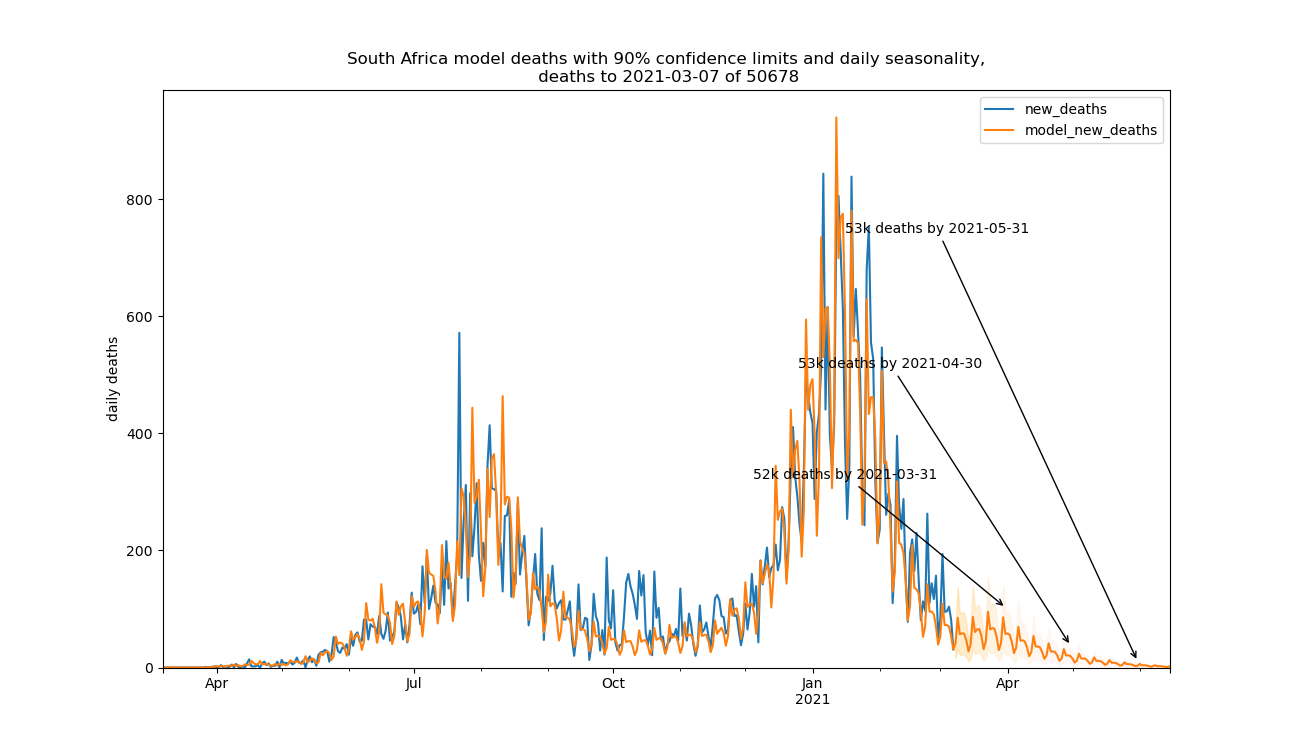 South Africa model deaths with 90% confidence limits and daily seasonality,
deaths to 2021-03-07 of 50678
new_deaths
model_new_deaths
800
600
400
200
0
daily deaths
53k deaths by 2021-05-31
53k deaths by 2021-04-30
52k deaths by 2021-03-31
Apr
Jul
Oct
Jan
2021
Apr